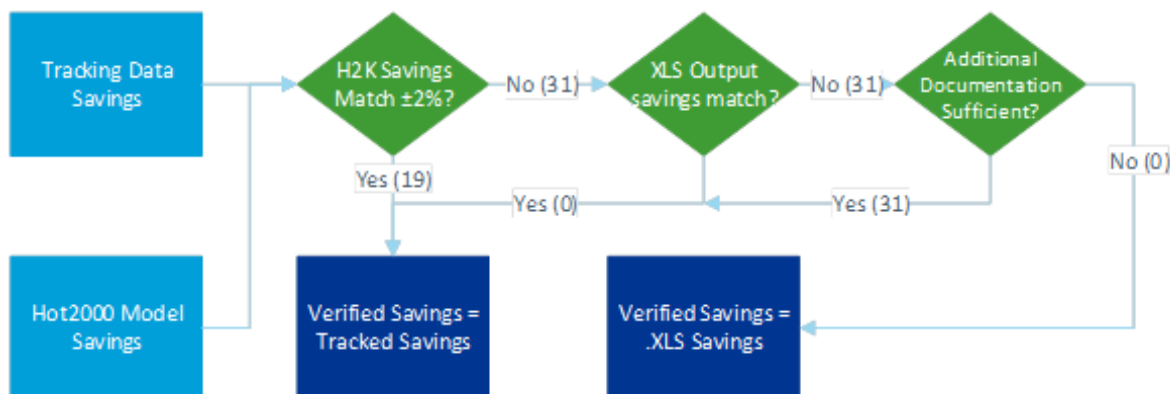 Tracking Data
Savings
H2K Savings
Match ±2%?
No (31)
XLS Output
savings match?
No (31)
Additional
Documentation
Sufficient?
No (0)
Yes (19)
Yes (0)
Yes (31)
Hot2000 Model
Savings
Verified Savings =
Tracked Savings
Verified Savings =
.XLS Savings